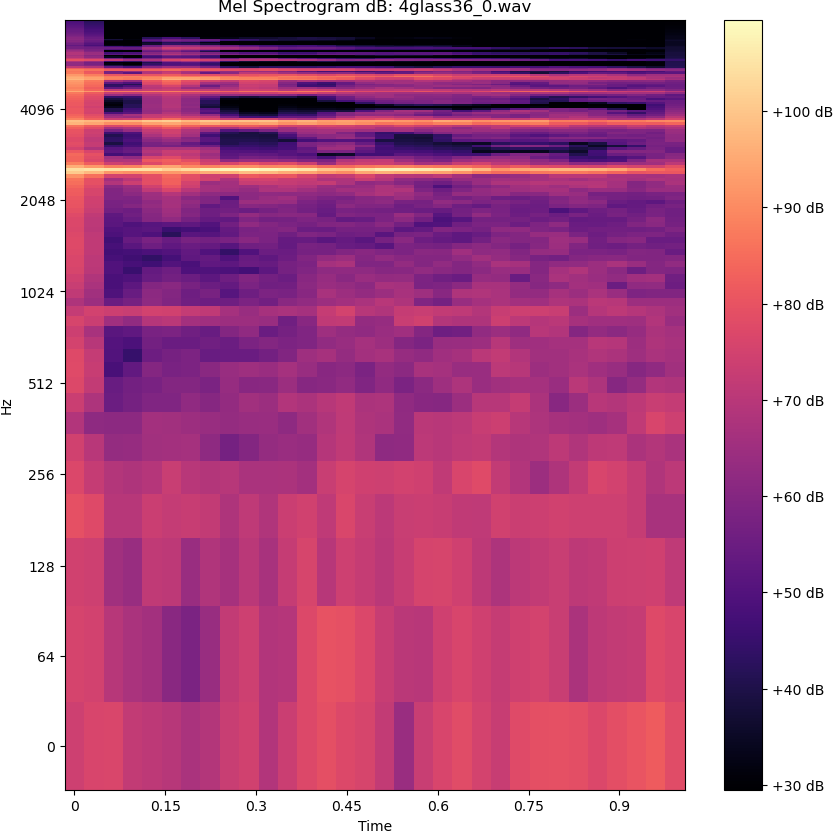 Mel Spectrogram dB: 4glass36_0.wav
4096
2048
1024
512
256
128
64
0
Hz
0 0.15 0.3 0.45 0.6 0.75 0.9
Time
+100 dB
+90 dB
+80 dB
+70 dB
+60 dB
+50 dB
+40 dB
+30 dB